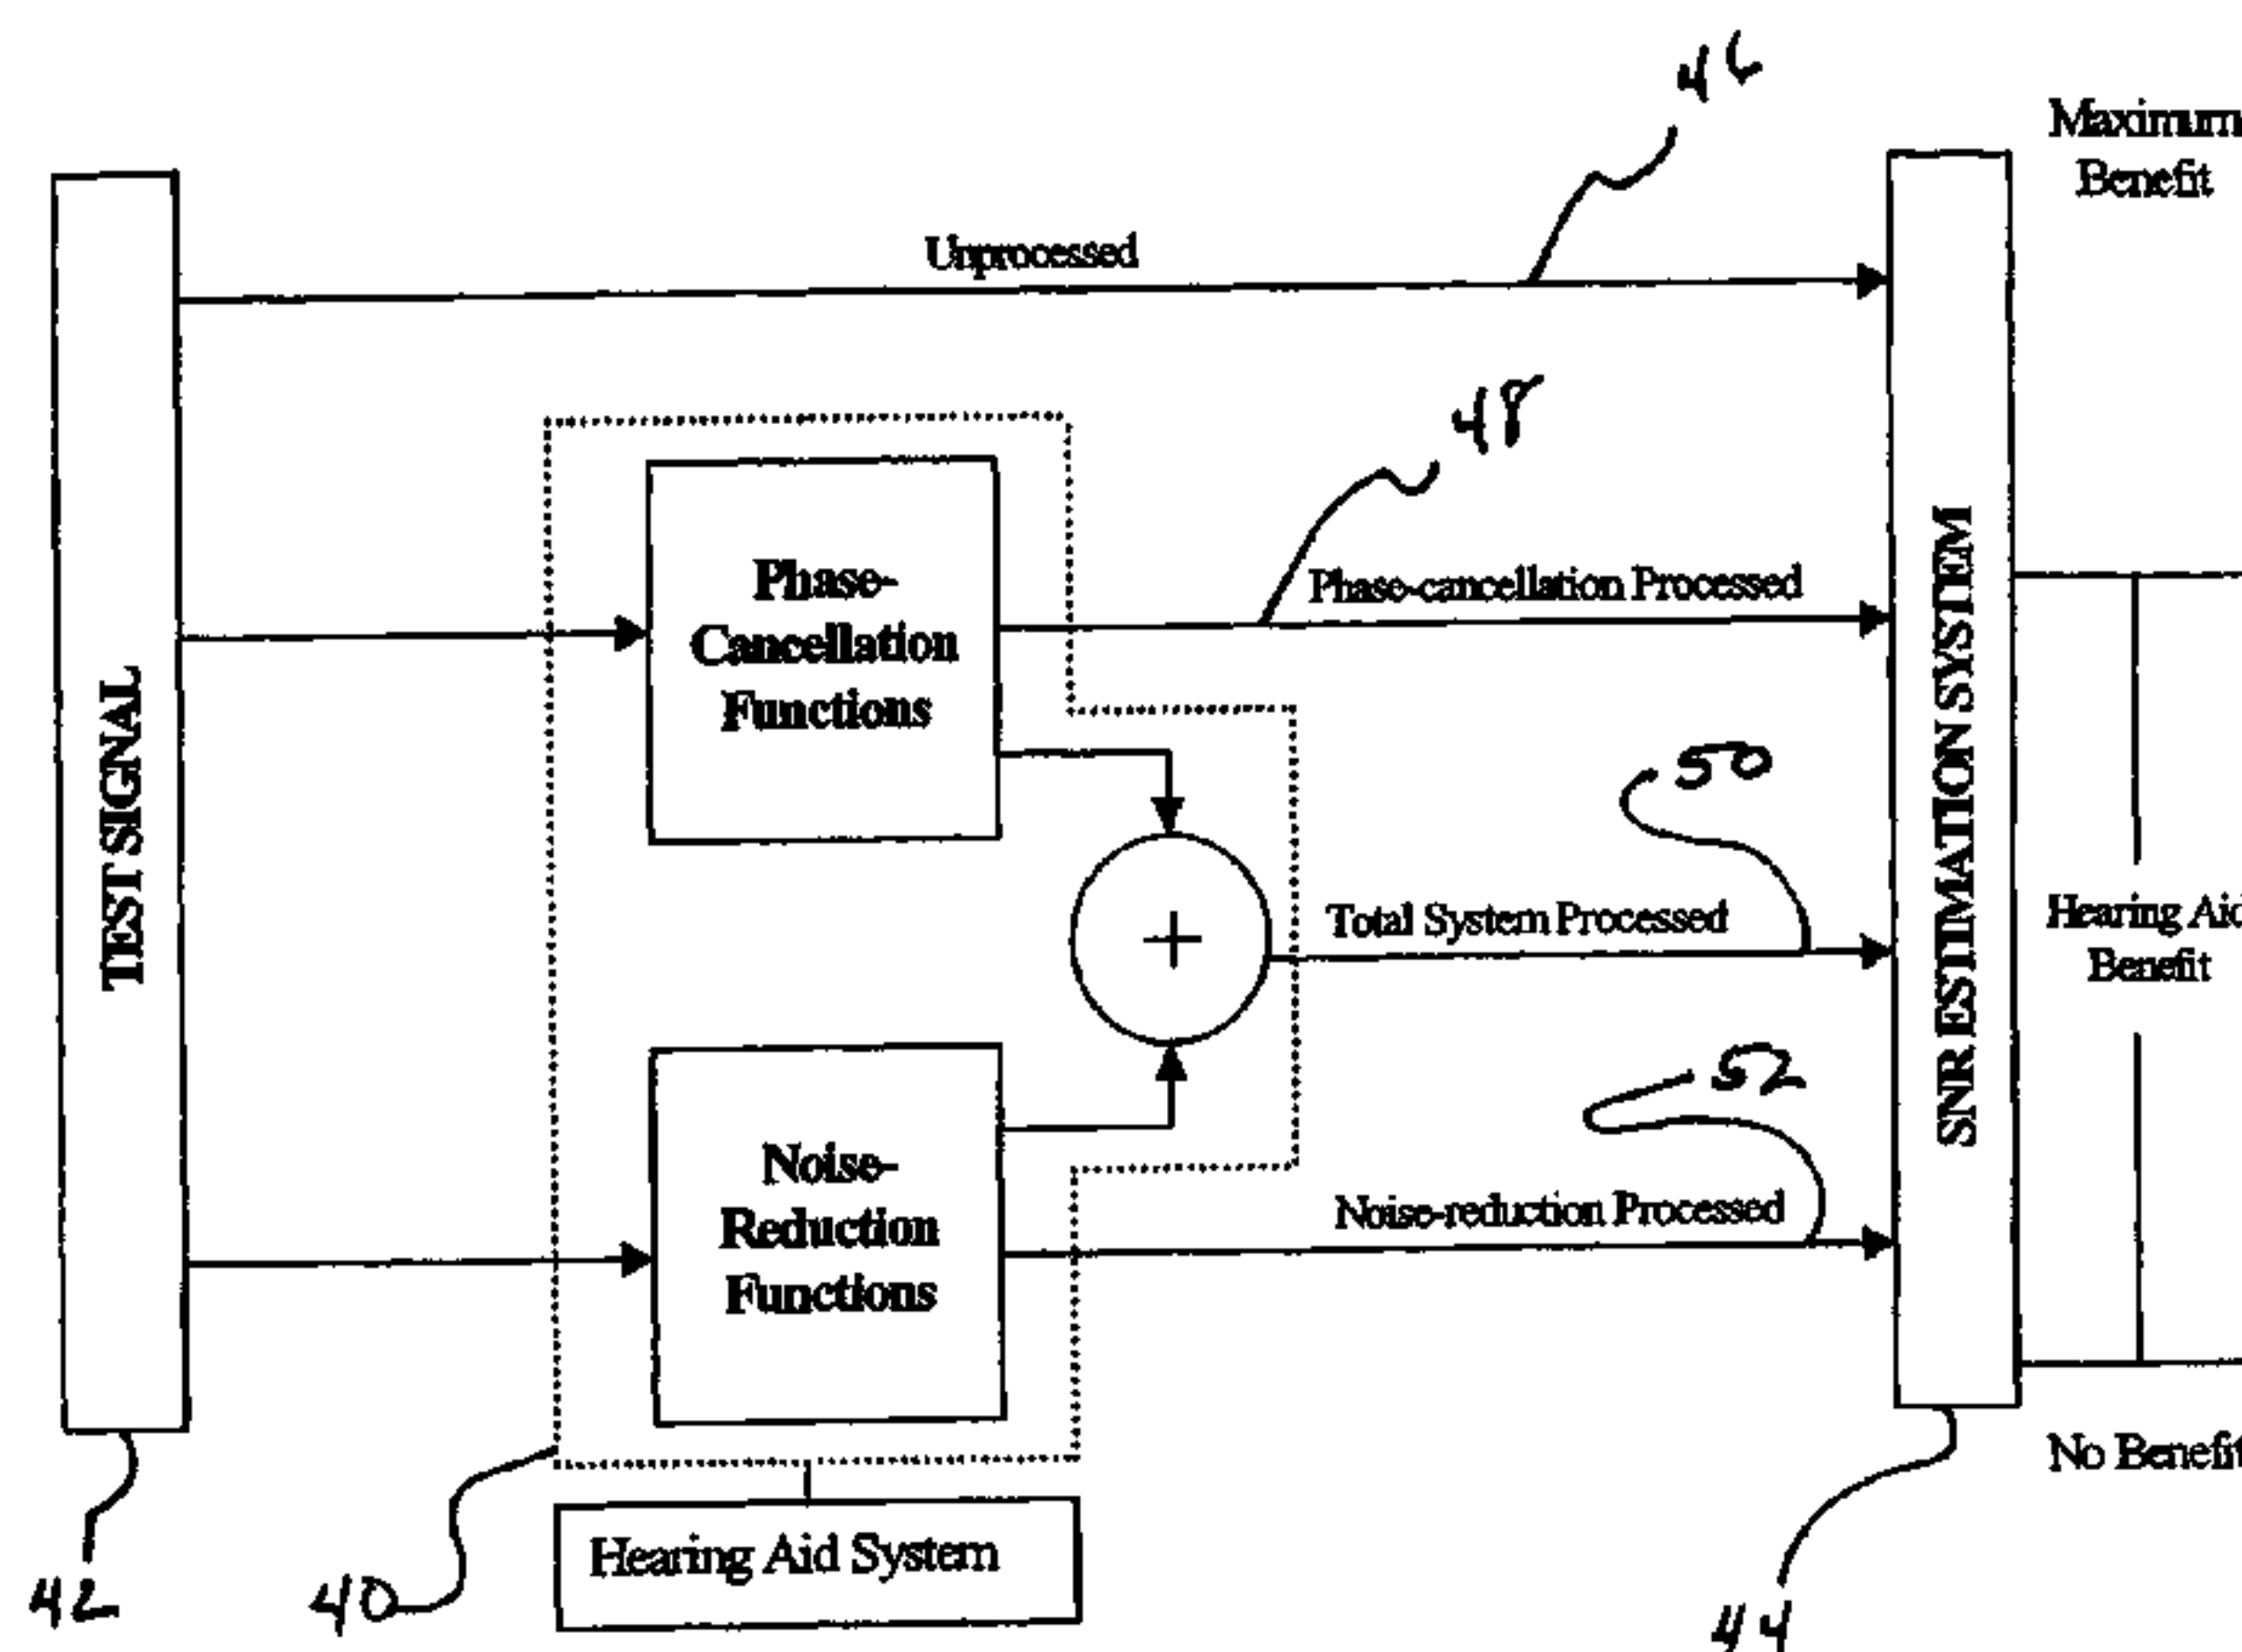 46
Maximum
Benefit
Unprocessed
48
Phase-
Cancellation
Functions
Phase-cancellation Processed
TEST SIGNAL
SNR ESTIMATION SYSTEM
50
+
Total System Processed
Hearing Aid
Benefit
52
Noise-
Reduction
Functions
Noise-reduction Processed
No Benefit
Hearing Aid System
42
40
44